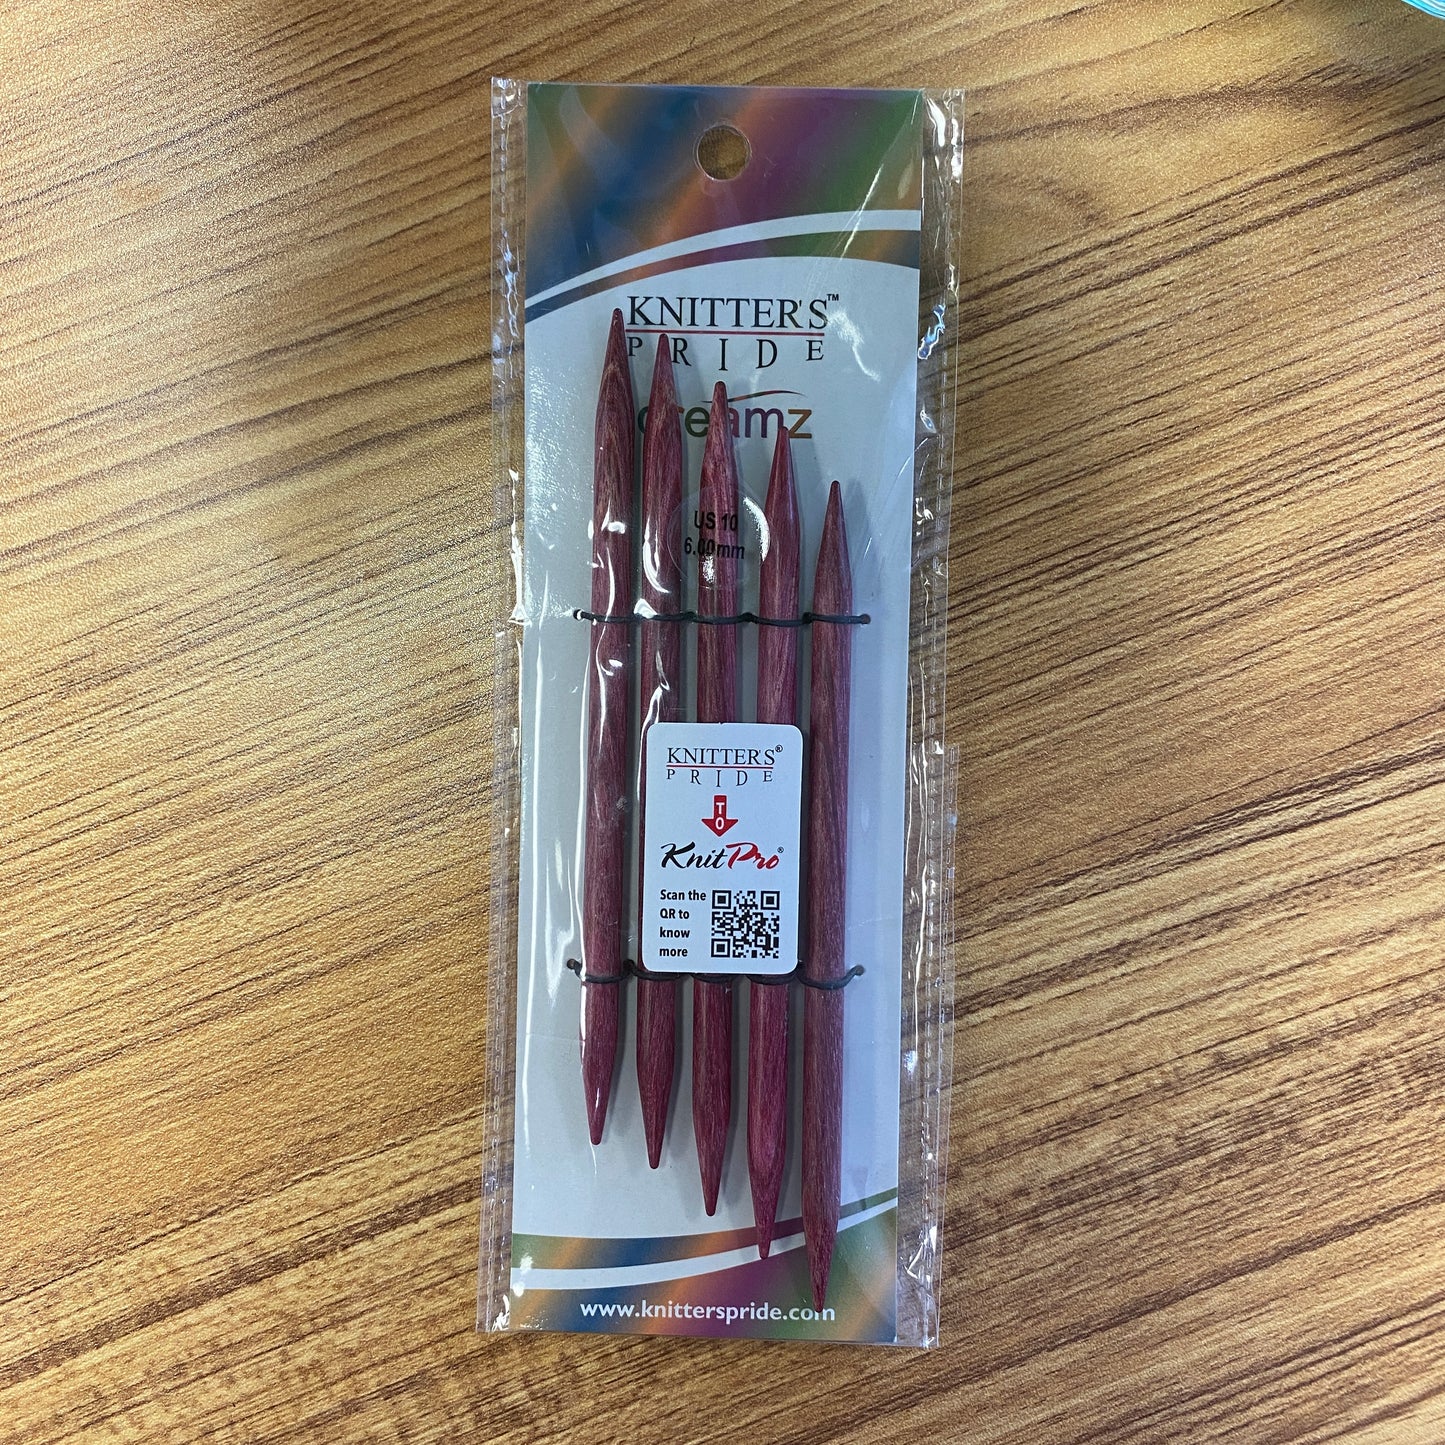 KNITTER'S™
PRIDE
dreamz
US 10
6.00mm
KNITTER'S®
PRIDE
TO
KnitPro®
Scan the
QR to
know
more
www.knitterspride.com